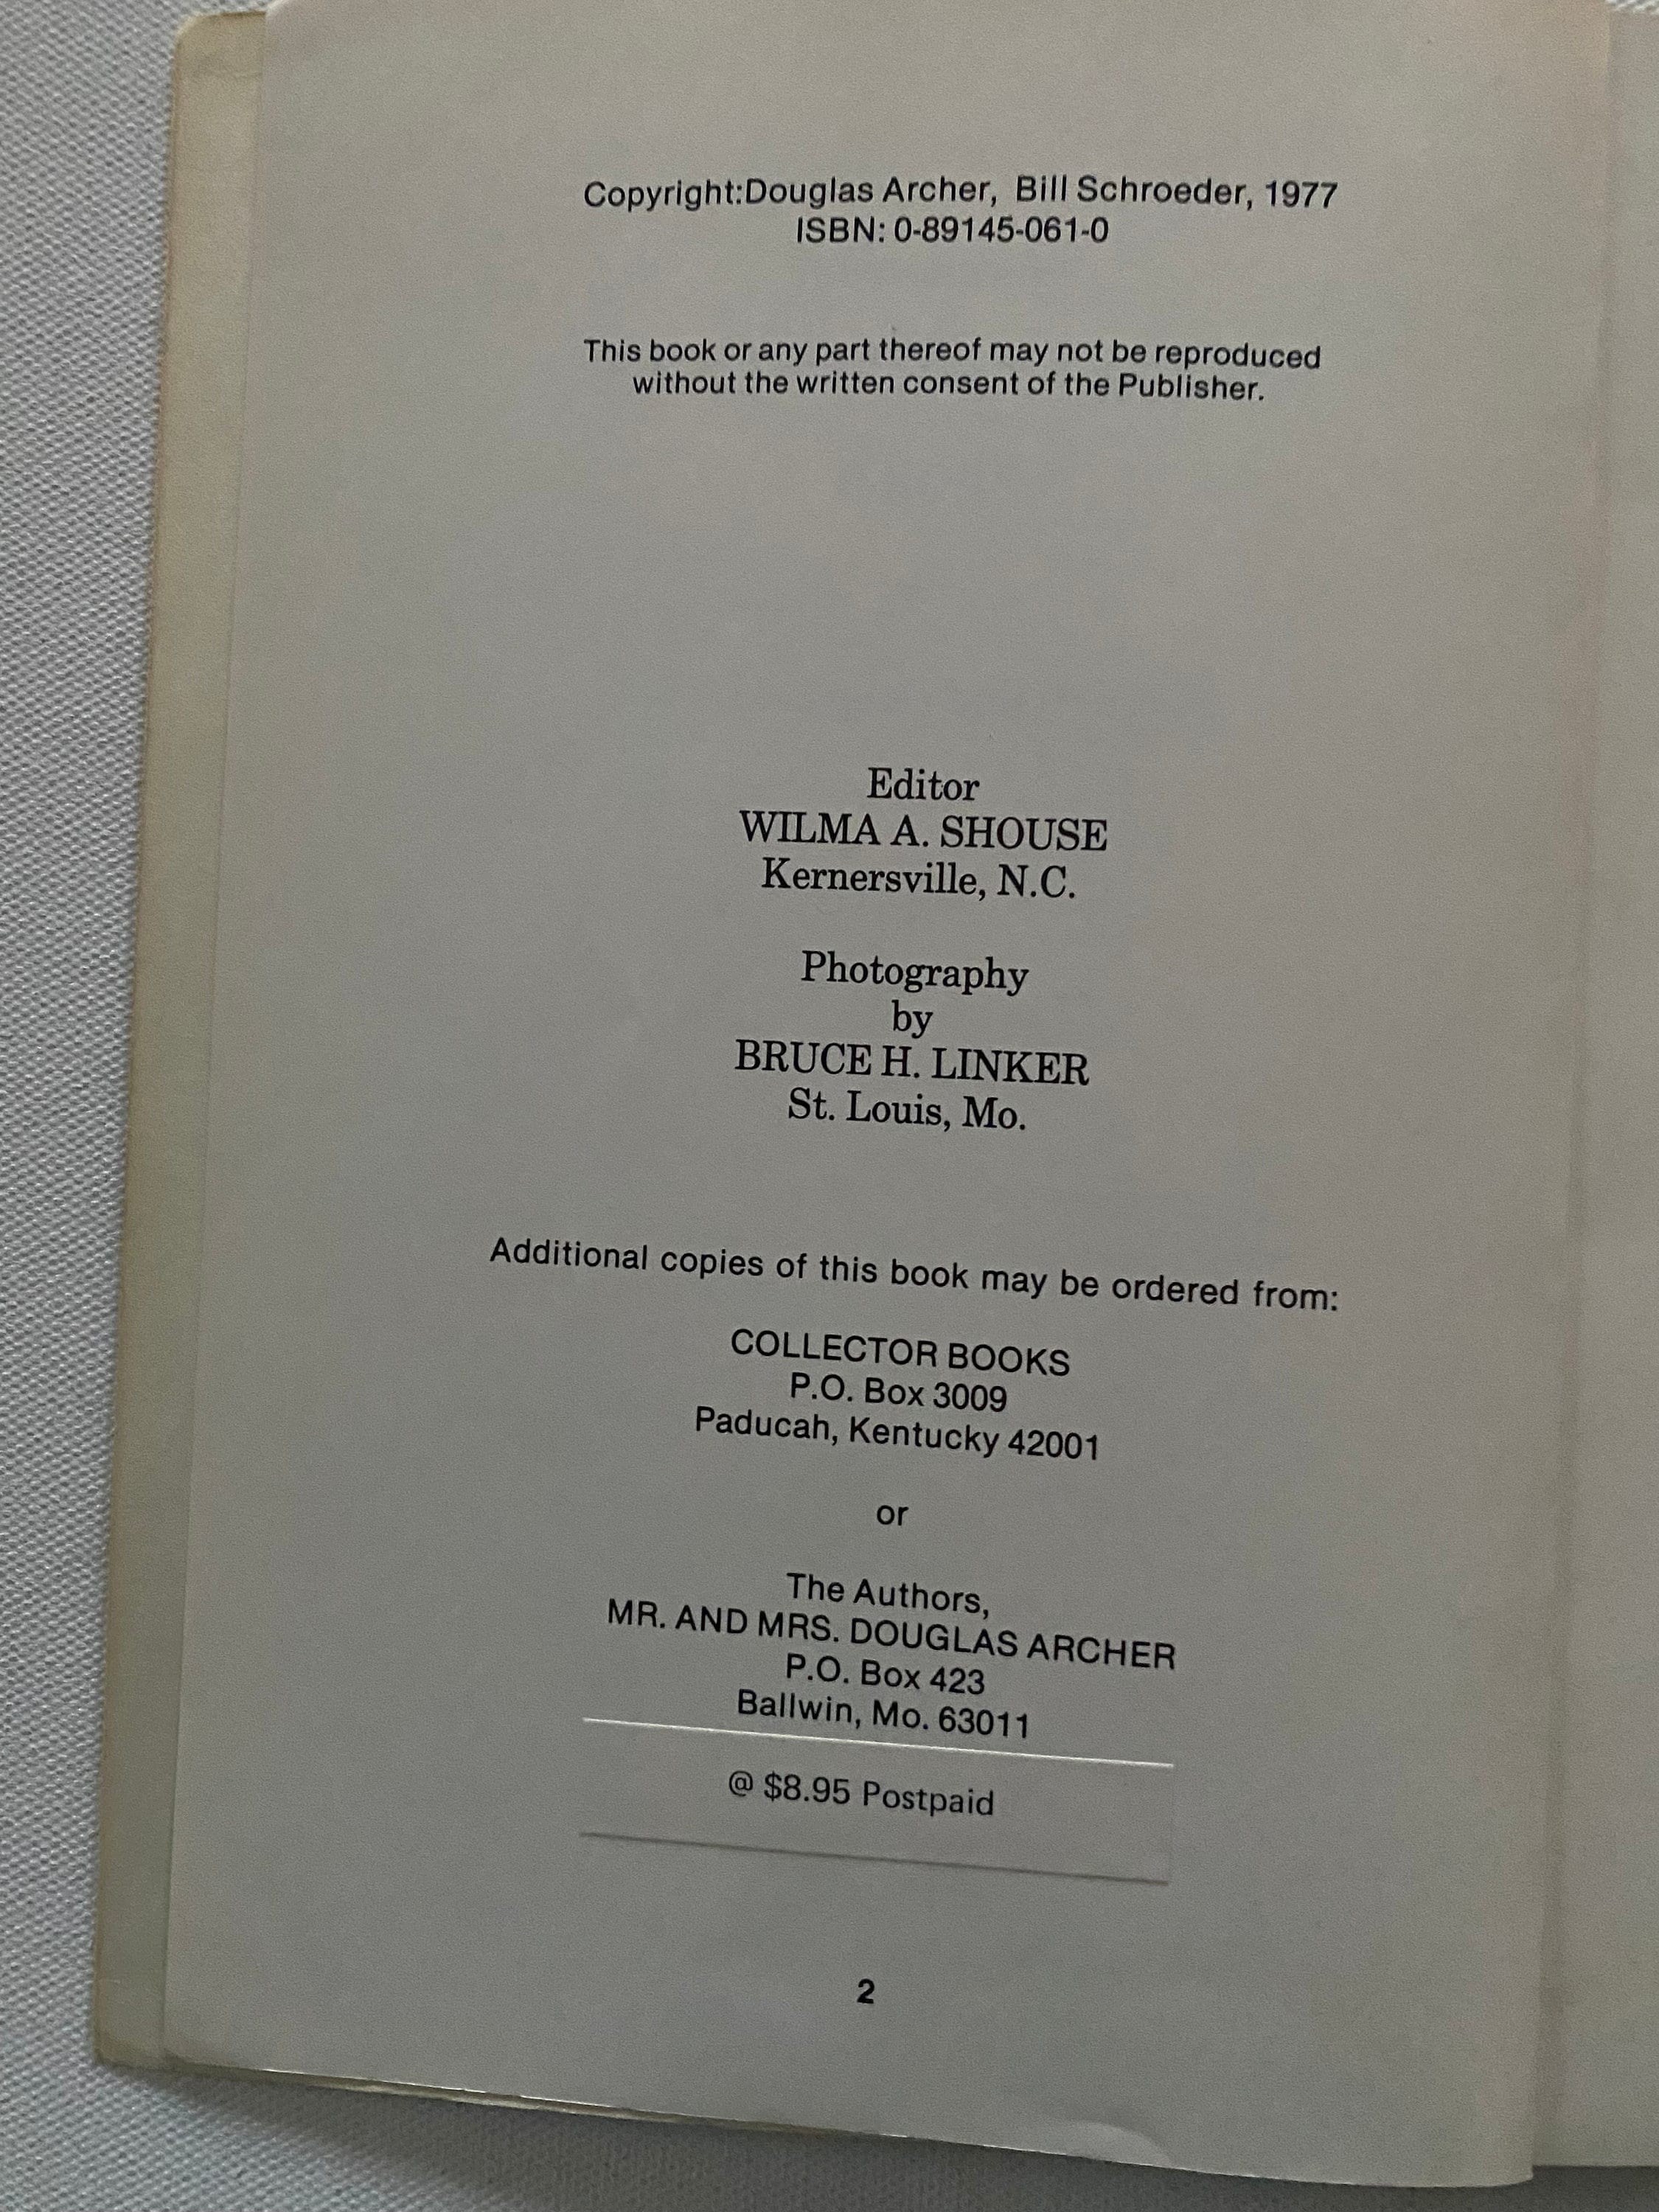 Copyright:Douglas Archer, Bill Schroeder, 1977
ISBN: 0-89145-061-0
This book or any part thereof may not be reproduced
without the written consent of the Publisher.
Editor
WILMA A. SHOUSE
Kernersville, N.C.
Photography
by
BRUCE H. LINKER
St. Louis, Mo.
Additional copies of this book may be ordered from:
COLLECTOR BOOKS
P.O. Box 3009
Paducah, Kentucky 42001
or
The Authors,
MR. AND MRS. DOUGLAS ARCHER
P.O. Box 423
Ballwin, Mo. 63011
@ $8.95 Postpaid
2